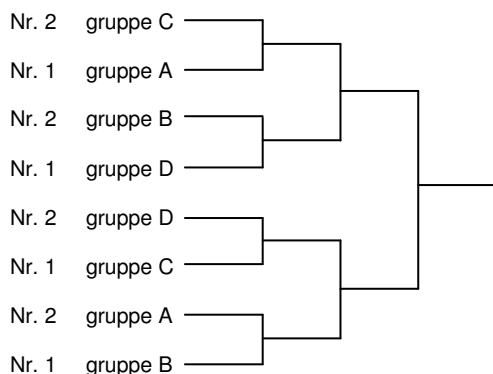 Nr. 2 gruppe C
Nr. 1 gruppe A
Nr. 2 gruppe B
Nr. 1 gruppe D
Nr. 2 gruppe D
Nr. 1 gruppe C
Nr. 2 gruppe A
Nr. 1 gruppe B